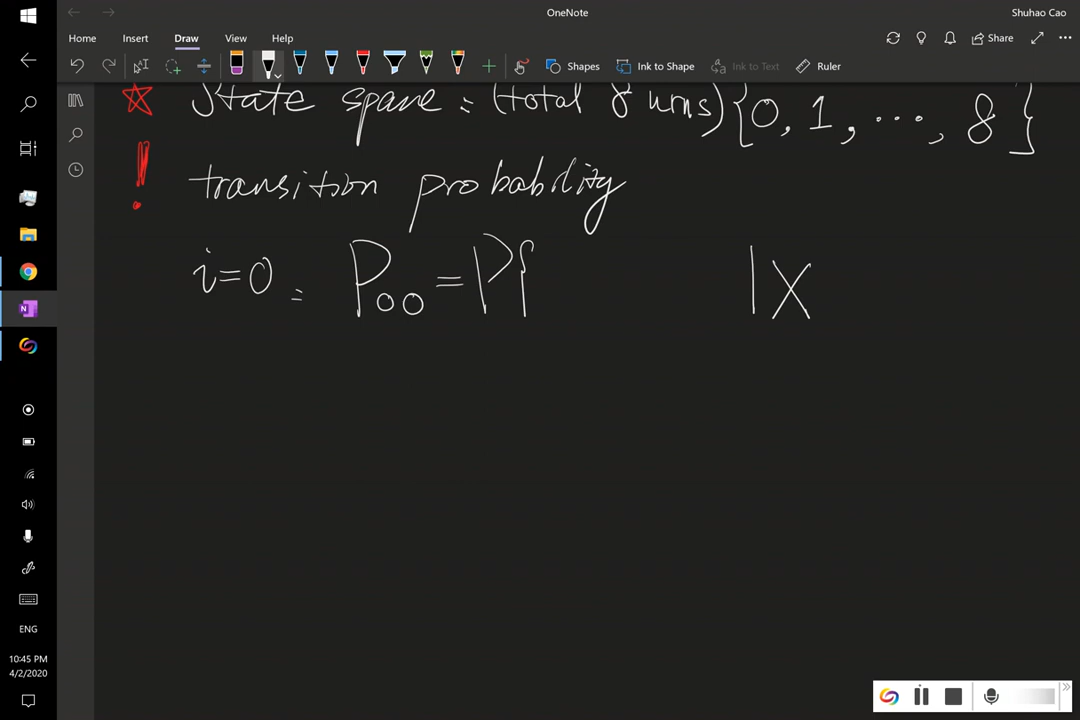 OneNote
Shuhao Cao
Home Insert Draw View Help
Share
Shapes Ink to Shape Ink to Text Ruler
State space : (total 8 urns) {0, 1, ..., 8}
! transition probability
i=0 : P00 = P{ | X
N
ENG
10:45 PM
4/2/2020